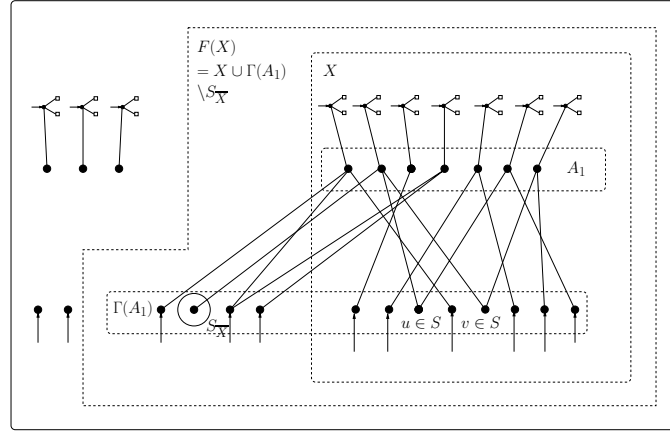 F(X)
= X ∪ Γ(A₁)
\S_X̅
X
A₁
Γ(A₁)
S_X̅
u ∈ S
v ∈ S